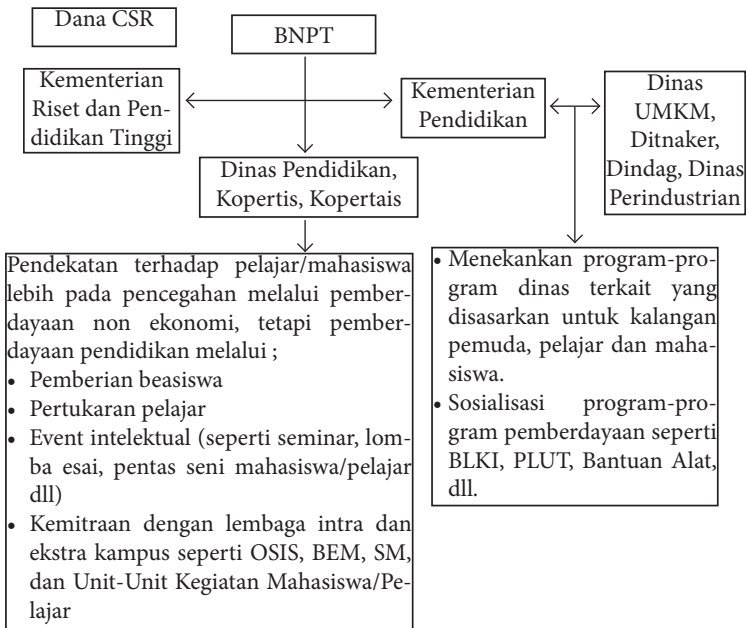 Dana CSR
BNPT
Kementerian
Riset dan Pen-
didikan Tinggi
Kementerian
Pendidikan
Dinas
UMKM,
Ditnaker,
Dindag, Dinas
Perindustrian
Dinas Pendidikan,
Kopertis, Kopertais
Pendekatan terhadap pelajar/mahasiswa
lebih pada pencegahan melalui pember-
dayaan non ekonomi, tetapi pember-
dayaan pendidikan melalui ;
• Pemberian beasiswa
• Pertukaran pelajar
• Event intelektual (seperti seminar, lom-
ba esai, pentas seni mahasiswa/pelajar
dll)
• Kemitraan dengan lembaga intra dan
ekstra kampus seperti OSIS, BEM, SM,
dan Unit-Unit Kegiatan Mahasiswa/Pe-
lajar
• Menekankan program-pro-
gram dinas terkait yang
disasarkan untuk kalangan
pemuda, pelajar dan maha-
siswa.
• Sosialisasi program-pro-
gram pemberdayaan seperti
BLKI, PLUT, Bantuan Alat,
dll.